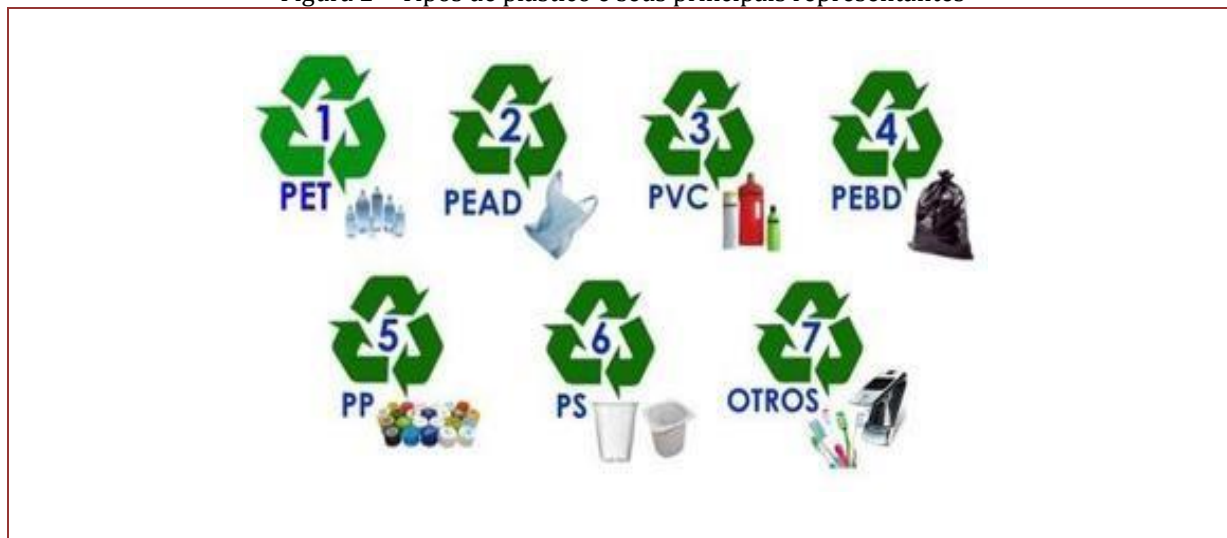 Figura – Tipos de plástico e seus principais representantes
1
2
3
4
PET
PEAD
PVC
PEBD
5
6
7
PP
PS
OTROS